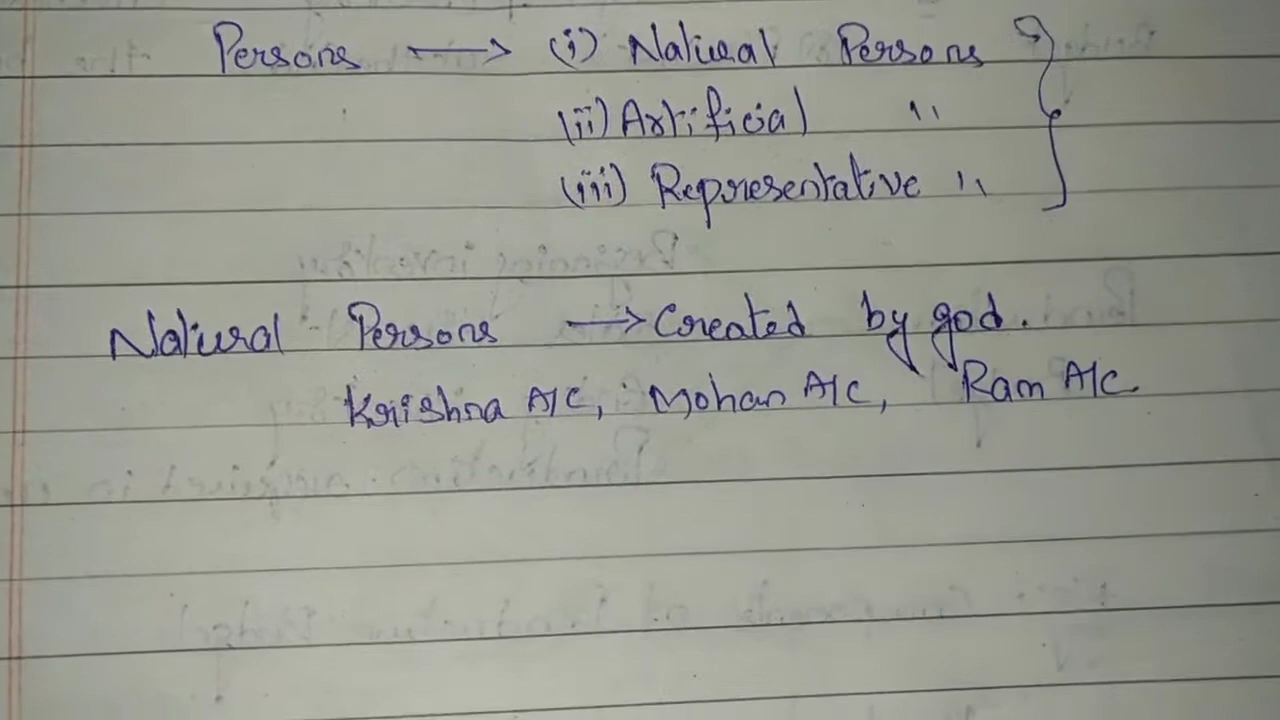 Persons → (i) Natural Persons
(ii) Artificial ,,
(iii) Representative ,,
Natural Persons → Created by god.
Krishna A/C, Mohan A/C, Ram A/C.